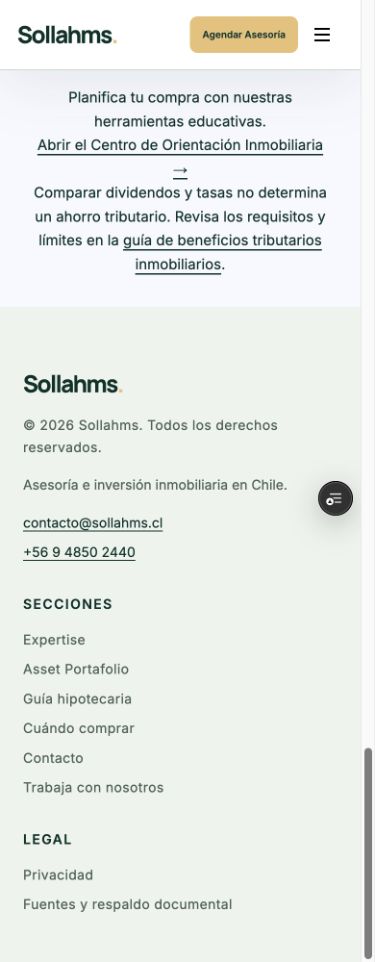 Sollahms.
Agendar Asesoría
Planifica tu compra con nuestras
herramientas educativas.
Abrir el Centro de Orientación Inmobiliaria
→
Comparar dividendos y tasas no determina
un ahorro tributario. Revisa los requisitos y
límites en la guía de beneficios tributarios
inmobiliarios.
Sollahms.
© 2026 Sollahms. Todos los derechos
reservados.
Asesoría e inversión inmobiliaria en Chile.
contacto@sollahms.cl
+56 9 4850 2440
SECCIONES
Expertise
Asset Portafolio
Guía hipotecaria
Cuándo comprar
Contacto
Trabaja con nosotros
LEGAL
Privacidad
Fuentes y respaldo documental